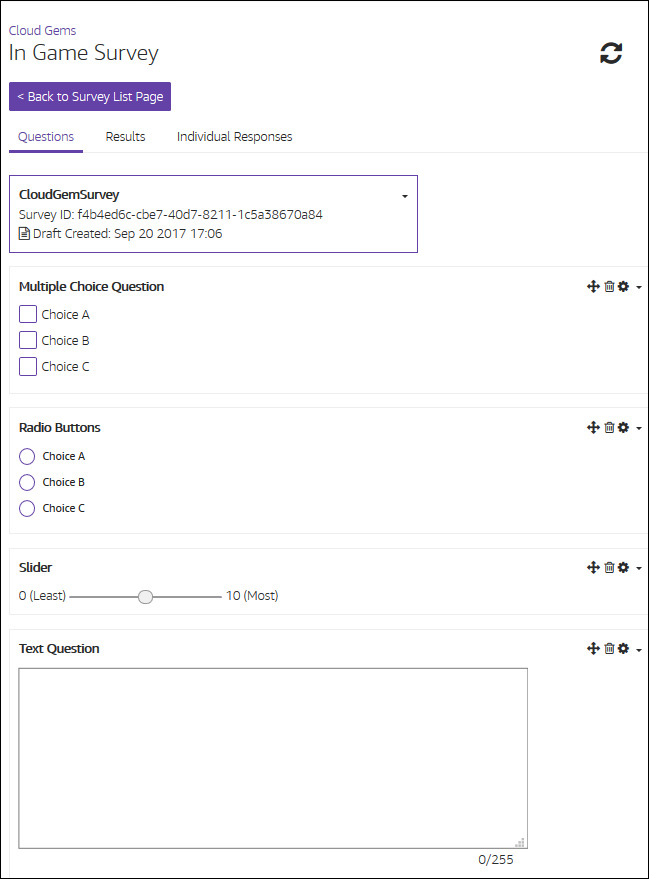 Cloud Gems
In Game Survey
< Back to Survey List Page
Questions Results Individual Responses
CloudGemSurvey
Survey ID: f4b4ed6c-cbe7-40d7-8211-1c5a38670a84
Draft Created: Sep 20 2017 17:06
Multiple Choice Question
Choice A
Choice B
Choice C
Radio Buttons
Choice A
Choice B
Choice C
Slider
0 (Least) 10 (Most)
Text Question
0/255